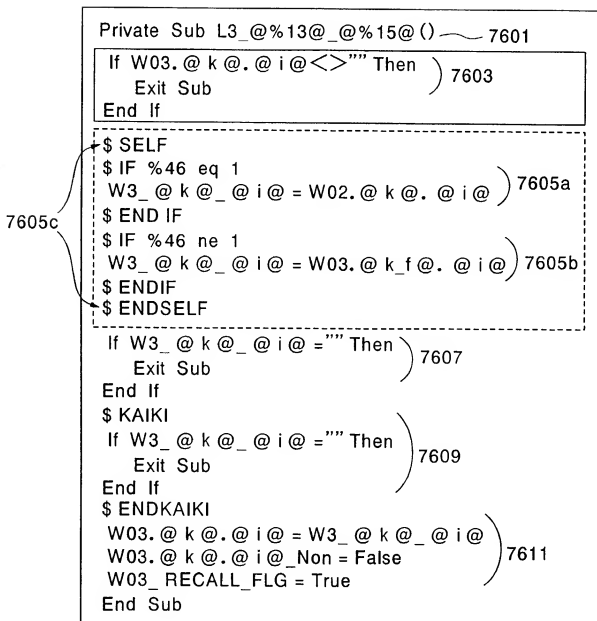 Private Sub L3_@%13@_@%15@() 7601
If W03.@ k @.@ i @<>"" Then
Exit Sub 7603
End If
$ SELF
$ IF %46 eq 1
W3_@ k @_@ i @ = W02.@ k @. @ i @ 7605a
$ END IF
7605c
$ IF %46 ne 1
W3_@ k @_@ i @ = W03.@ k_f @. @ i @ 7605b
$ ENDIF
$ ENDSELF
If W3_ @ k @_ @ i @ ="" Then
Exit Sub 7607
End If
$ KAIKI
If W3_ @ k @_ @ i @ ="" Then
Exit Sub 7609
End If
$ ENDKAIKI
W03.@ k @.@ i @ = W3_@ k @_ @ i @
W03.@ k @.@ i @_Non = False 7611
W03_ RECALL_FLG = True
End Sub